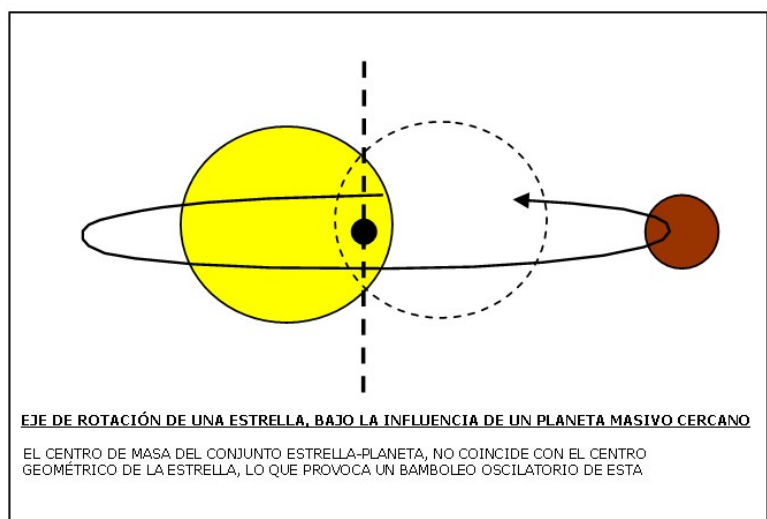 EJE DE ROTACIÓN DE UNA ESTRELLA, BAJO LA INFLUENCIA DE UN PLANETA MASIVO CERCANO
EL CENTRO DE MASA DEL CONJUNTO ESTRELLA-PLANETA, NO COINCIDE CON EL CENTRO
GEOMÉTRICO DE LA ESTRELLA, LO QUE PROVOCA UN BAMBOLEO OSCILATORIO DE ESTA